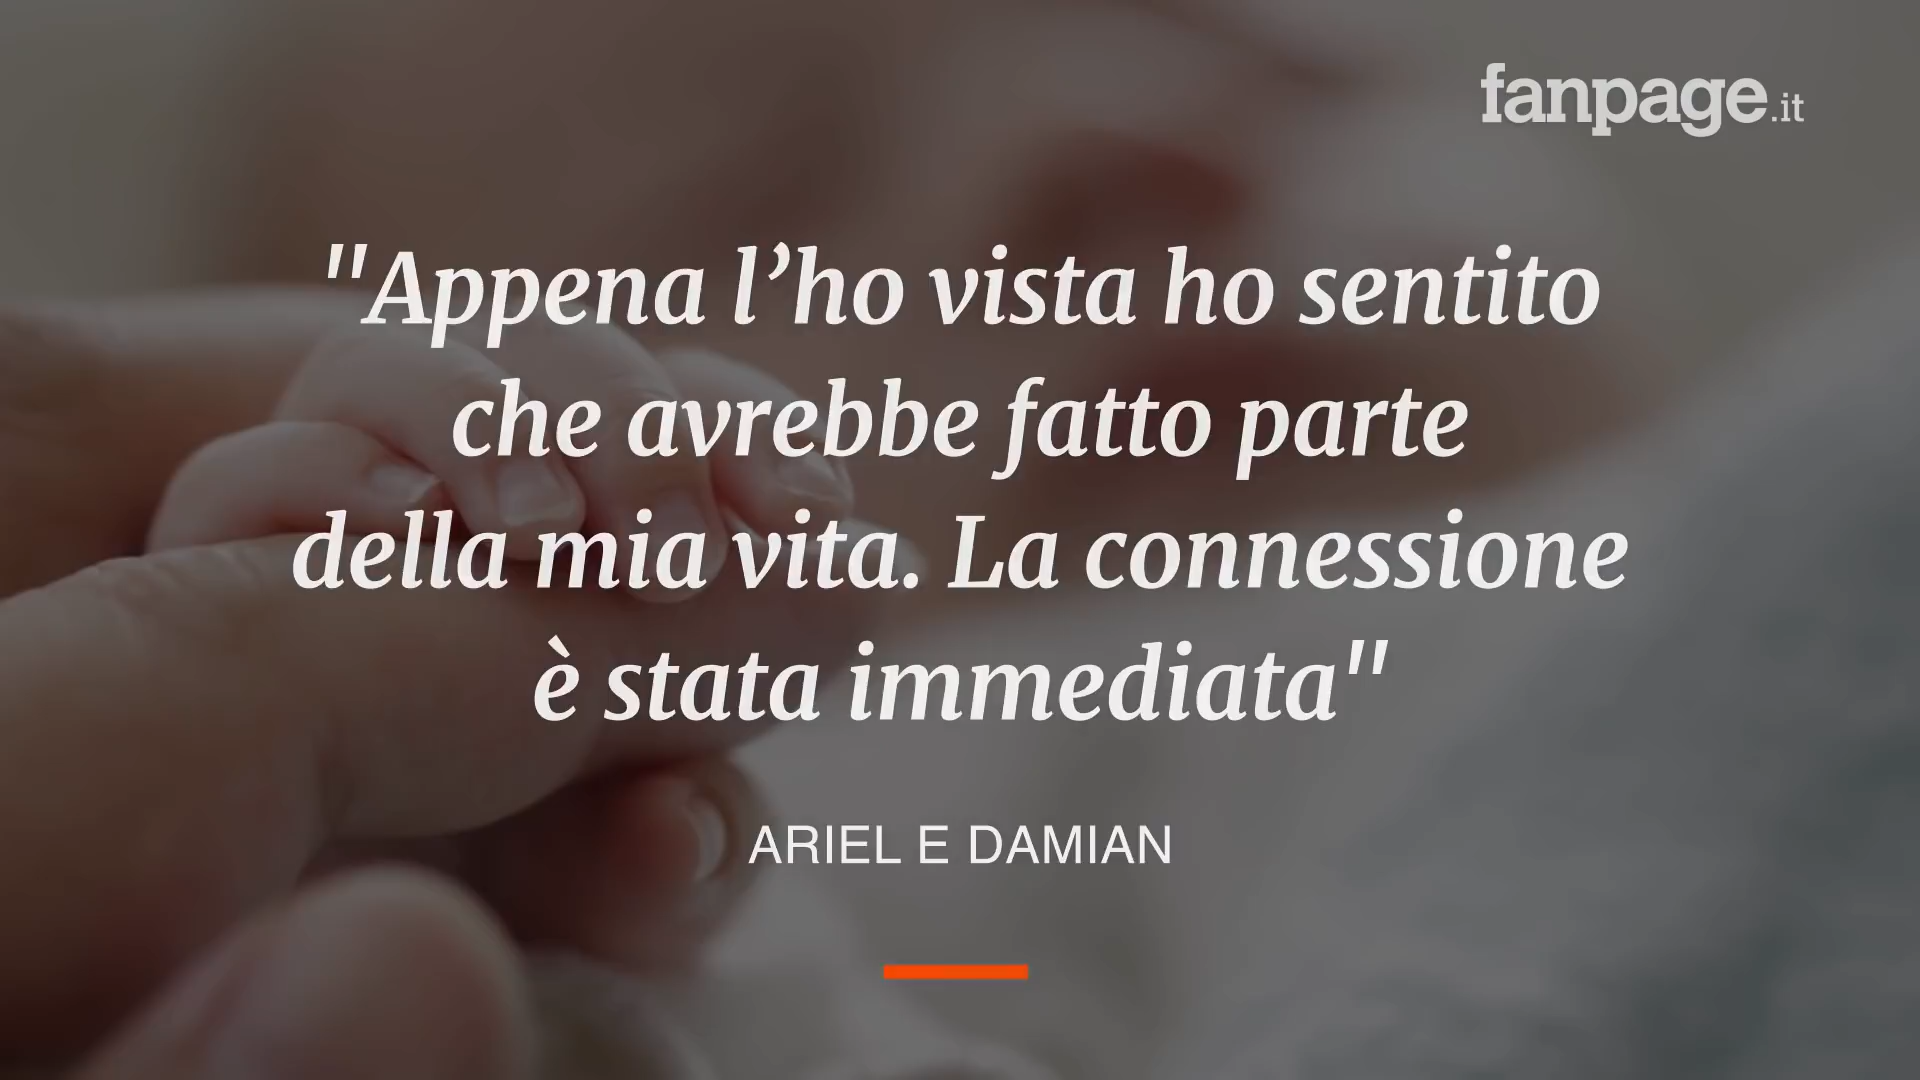 fanpage.it
"Appena l’ho vista ho sentito
che avrebbe fatto parte
della mia vita. La connessione
è stata immediata"
ARIEL E DAMIAN